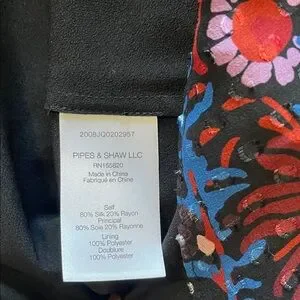 2008JQ0202957
PIPES & SHAW LLC
RN155820
Made in China
Fabriqué en Chine
Self
80% Silk 20% Rayon
Principal
80% Soie 20% Rayonne
Lining
100% Polyester
Doublure
100% Polyester